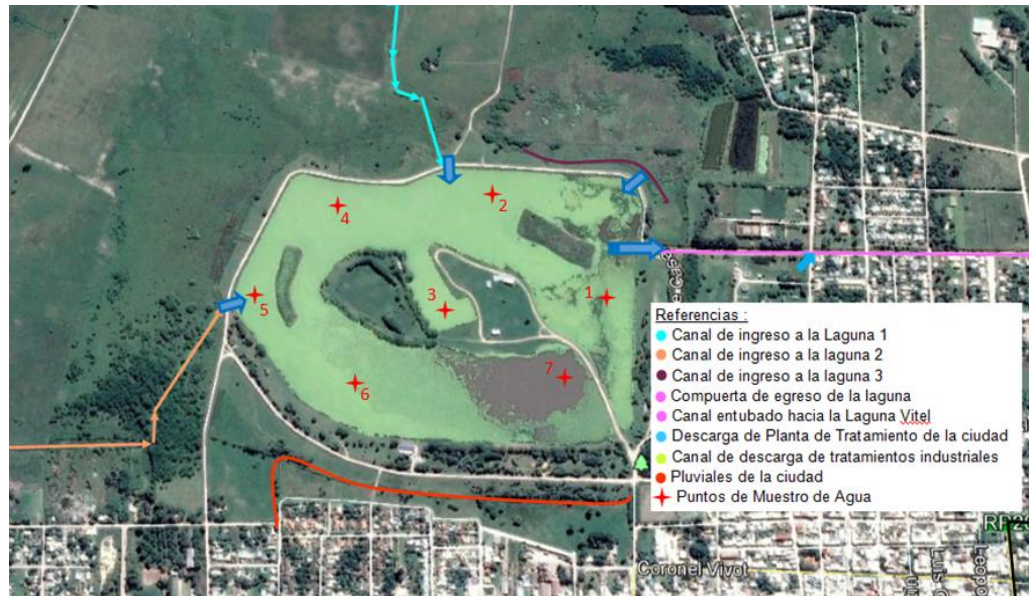 4
2
3
1
5
6
7
Referencias :
Canal de ingreso a la Laguna 1
Canal de ingreso a la laguna 2
Canal de ingreso a la laguna 3
Compuerta de egreso de la laguna
Canal entubado hacia la Laguna Vitel
Descarga de Planta de Tratamiento de la ciudad
Canal de descarga de tratamientos industriales
Pluviales de la ciudad
Puntos de Muestro de Agua
Coronel Vivot